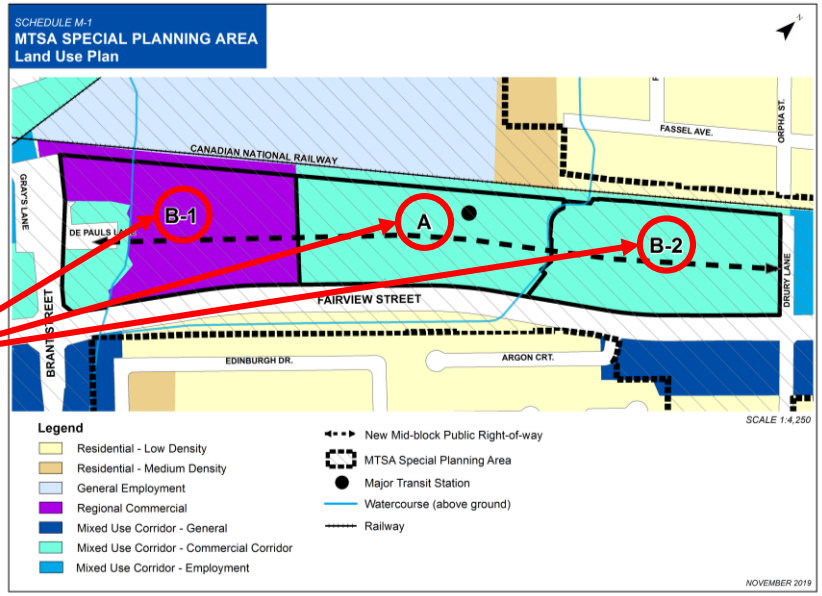 SCHEDULE M-1
MTSA SPECIAL PLANNING AREA
Land Use Plan
N
FASSEL AVE.
ORPHA ST.
CANADIAN NATIONAL RAILWAY
GRAY'S LANE
B-1
A
DE PAULS LA
B-2
DRURY LANE
FAIRVIEW STREET
BRANT STREET
EDINBURGH DR.
ARGON CRT.
SCALE 1:4,250
Legend
Residential - Low Density
Residential - Medium Density
General Employment
Regional Commercial
Mixed Use Corridor - General
Mixed Use Corridor - Commercial Corridor
Mixed Use Corridor - Employment
New Mid-block Public Right-of-way
MTSA Special Planning Area
Major Transit Station
Watercourse (above ground)
Railway
NOVEMBER 2019